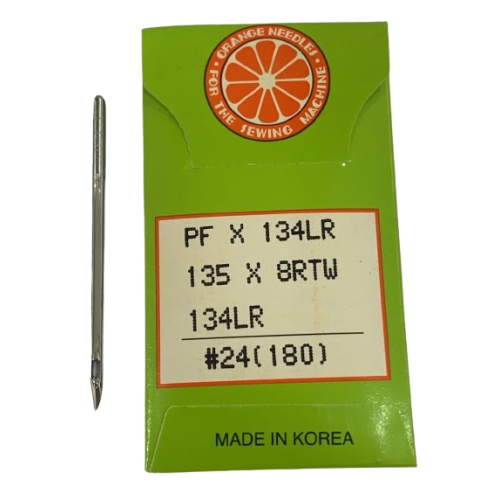 ORANGE NEEDLES
• FOR THE SEWING MACHINE •
PF X 134LR
135 X 8RTW
134LR
#24(180)
MADE IN KOREA